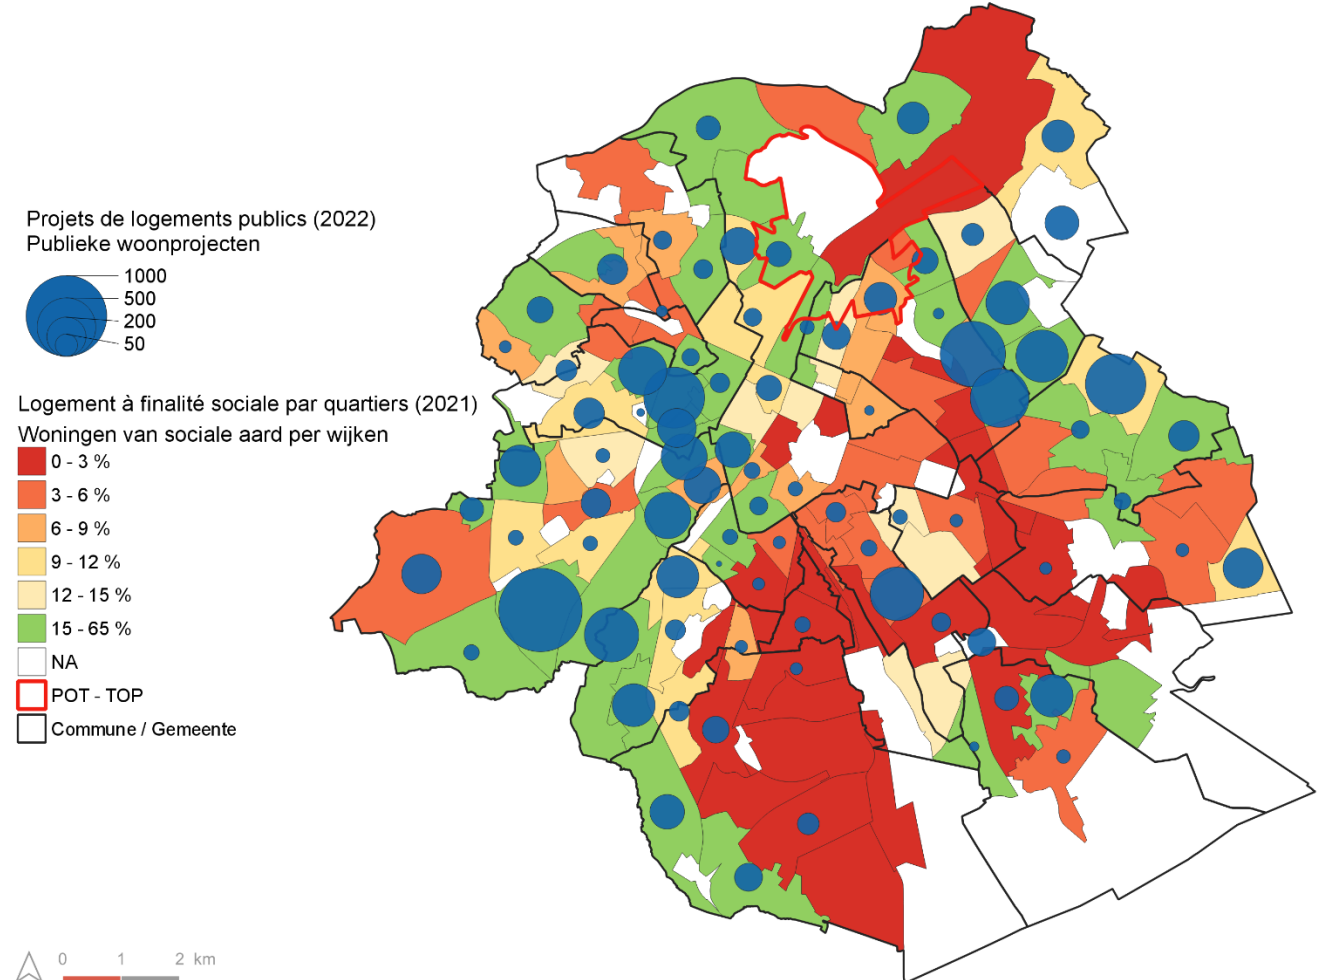 Projets de logements publics (2022)
Publieke woonprojecten
1000
500
200
50
Logement à finalité sociale par quartiers (2021)
Woningen van sociale aard per wijken
0 - 3 %
3 - 6 %
6 - 9 %
9 - 12 %
12 - 15 %
15 - 65 %
NA
POT - TOP
Commune / Gemeente
0 1 2 km